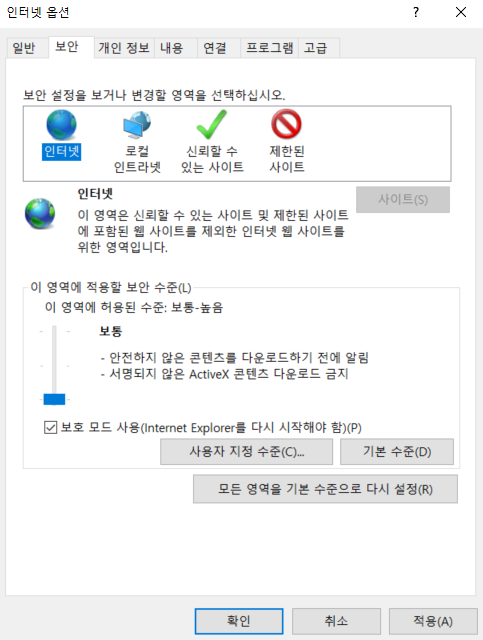 인터넷 옵션
?
일반 보안 개인 정보 내용 연결 프로그램 고급
보안 설정을 보거나 변경할 영역을 선택하십시오.
인터넷
로컬
인트라넷
신뢰할 수
있는 사이트
제한된
사이트
인터넷
사이트(S)
이 영역은 신뢰할 수 있는 사이트 및 제한된 사이트
에 포함된 웹 사이트를 제외한 인터넷 웹 사이트를
위한 영역입니다.
이 영역에 적용할 보안 수준(L)
이 영역에 허용된 수준: 보통-높음
보통
- 안전하지 않은 콘텐츠를 다운로드하기 전에 알림
- 서명되지 않은 ActiveX 콘텐츠 다운로드 금지
보호 모드 사용(Internet Explorer를 다시 시작해야 함)(P)
사용자 지정 수준(C)... 기본 수준(D)
모든 영역을 기본 수준으로 다시 설정(R)
확인 취소 적용(A)